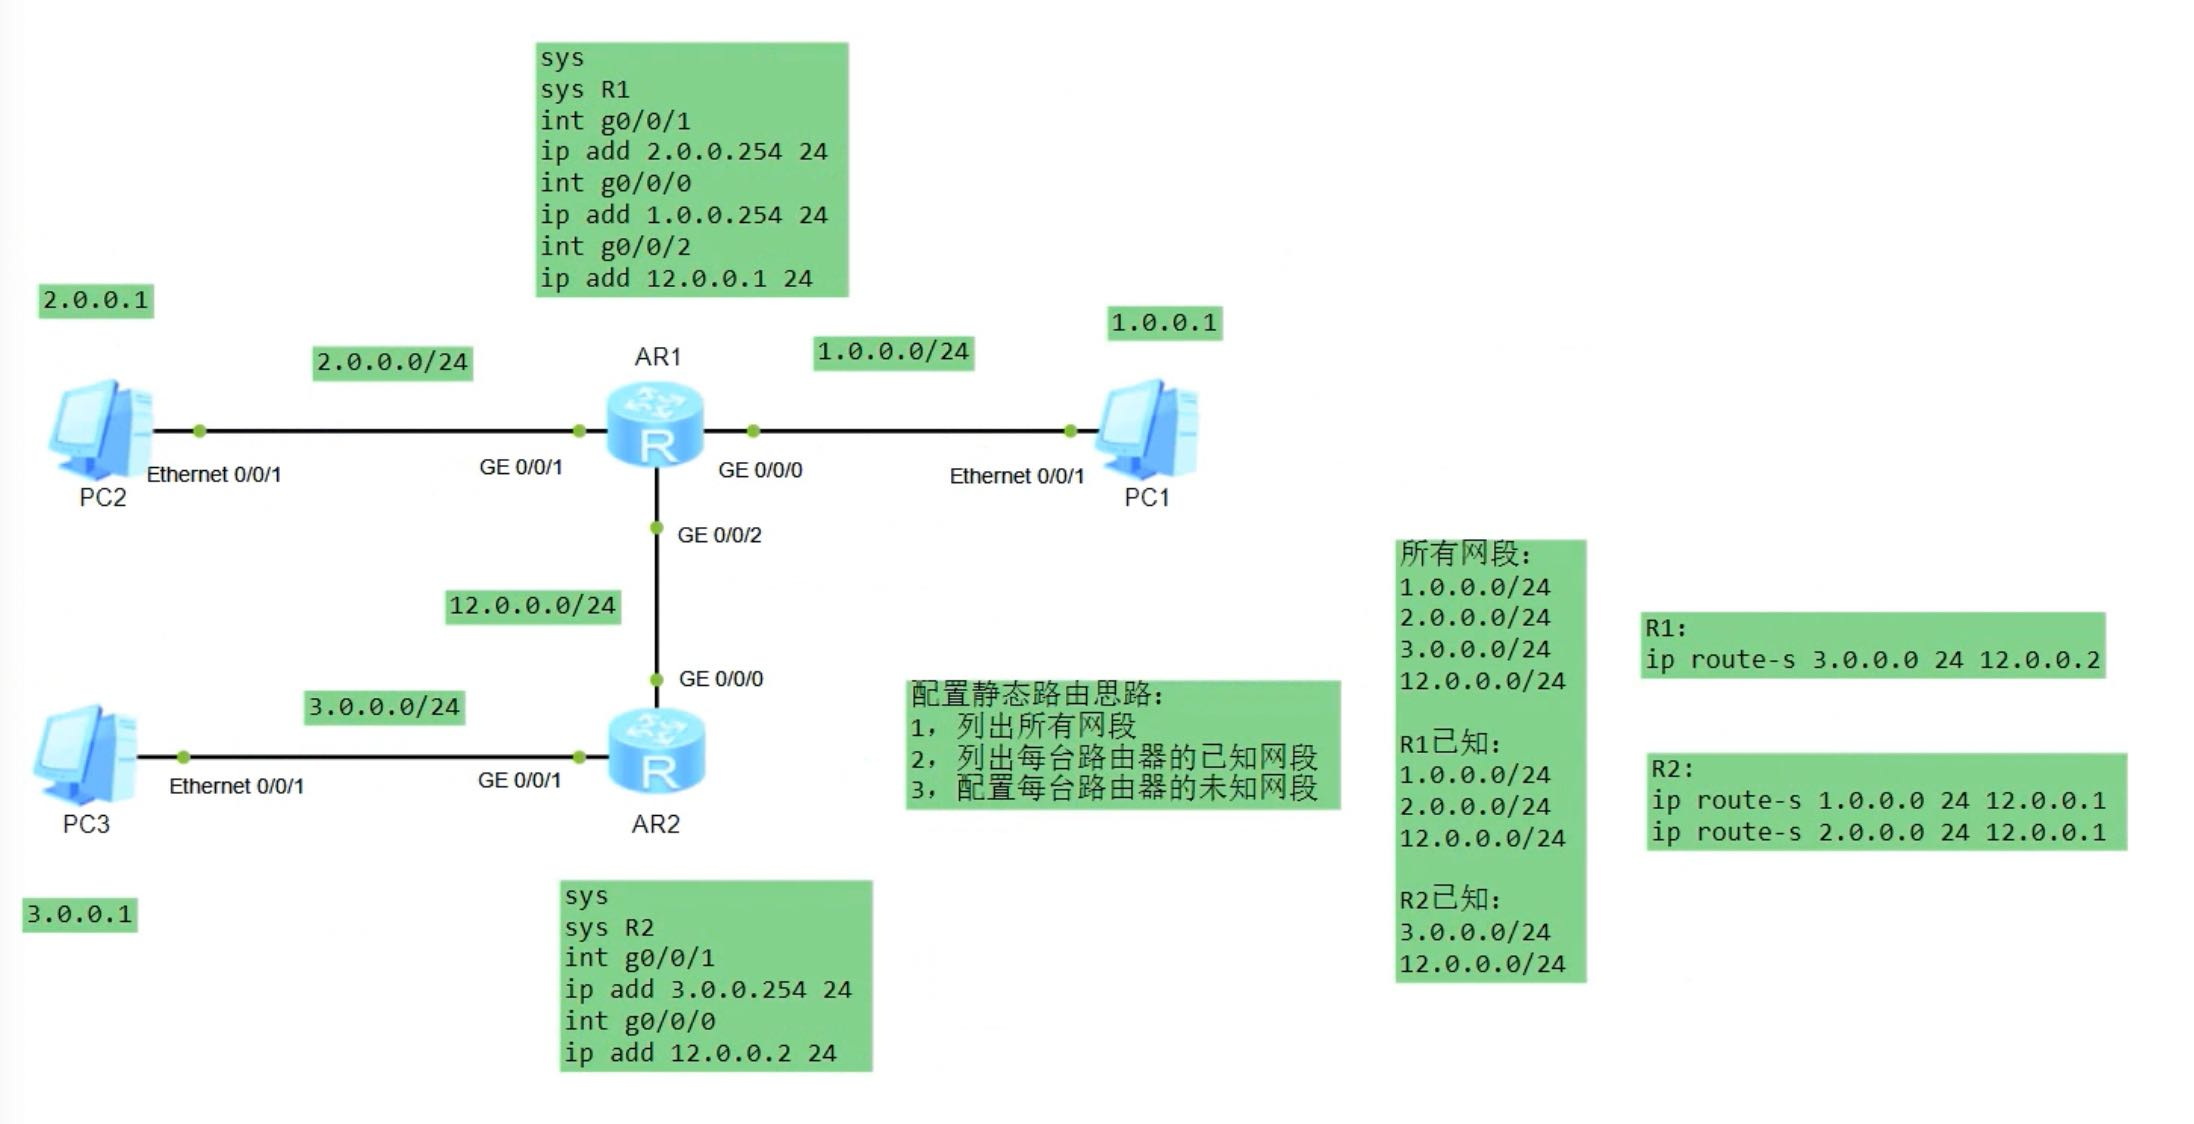 sys
sys R1
int g0/0/1
ip add 2.0.0.254 24
int g0/0/0
ip add 1.0.0.254 24
int g0/0/2
ip add 12.0.0.1 24
2.0.0.1
1.0.0.1
2.0.0.0/24
AR1
1.0.0.0/24
Ethernet 0/0/1
GE 0/0/1
GE 0/0/0
Ethernet 0/0/1
PC2
PC1
GE 0/0/2
12.0.0.0/24
GE 0/0/0
3.0.0.0/24
Ethernet 0/0/1
GE 0/0/1
PC3
AR2
3.0.0.1
sys
sys R2
int g0/0/1
ip add 3.0.0.254 24
int g0/0/0
ip add 12.0.0.2 24
配置静态路由思路:
1，列出所有网段
2，列出每台路由器的已知网段
3，配置每台路由器的未知网段
所有网段:
1.0.0.0/24
2.0.0.0/24
3.0.0.0/24
12.0.0.0/24
R1已知:
1.0.0.0/24
2.0.0.0/24
12.0.0.0/24
R2已知:
3.0.0.0/24
12.0.0.0/24
R1:
ip route-s 3.0.0.0 24 12.0.0.2
R2:
ip route-s 1.0.0.0 24 12.0.0.1
ip route-s 2.0.0.0 24 12.0.0.1
R
R